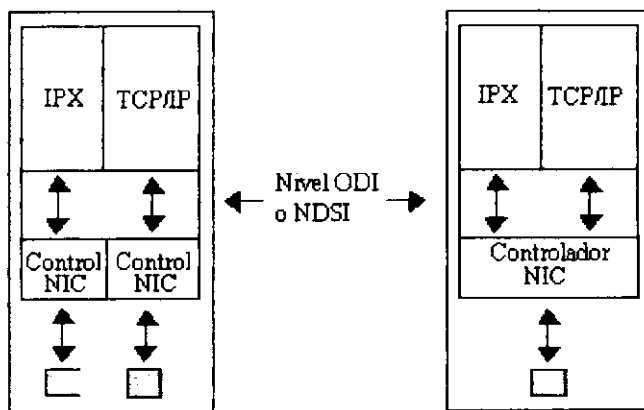 IPX TCP/IP
Control NIC
Control NIC
Nivel ODI
o NDSI
IPX TCP/IP
Controlador
NIC